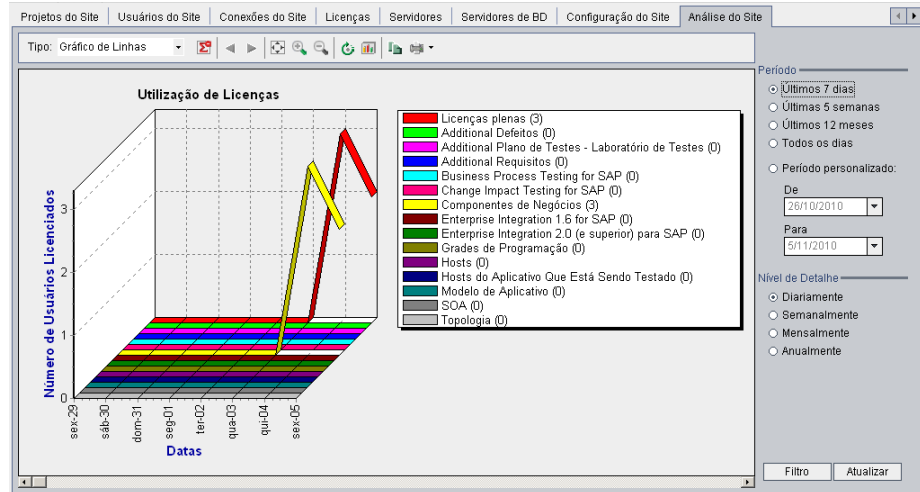 Projetos do Site
Usuários do Site
Conexões do Site
Licenças
Servidores
Servidores de BD
Configuração do Site
Análise do Site
Tipo: Gráfico de Linhas
Utilização de Licenças
Número de Usuários Licenciados
3
2
1
0
sex-29
sáb-30
dom-31
seg-01
ter-02
qua-03
qui-04
sex-05
Datas
Licenças plenas (3)
Additional Defeitos (0)
Additional Plano de Testes - Laboratório de Testes (0)
Additional Requisitos (0)
Business Process Testing for SAP (0)
Change Impact Testing for SAP (0)
Componentes de Negócios (3)
Enterprise Integration 1.6 for SAP (0)
Enterprise Integration 2.0 (e superior) para SAP (0)
Grades de Programação (0)
Hosts (0)
Hosts do Aplicativo Que Está Sendo Testado (0)
Modelo de Aplicativo (0)
SOA (0)
Topologia (0)
Período
Últimos 7 dias
Últimas 5 semanas
Últimos 12 meses
Todos os dias
Período personalizado:
De
26/10/2010
Para
5/11/2010
Nível de Detalhe
Diariamente
Semanalmente
Mensalmente
Anualmente
Filtro
Atualizar